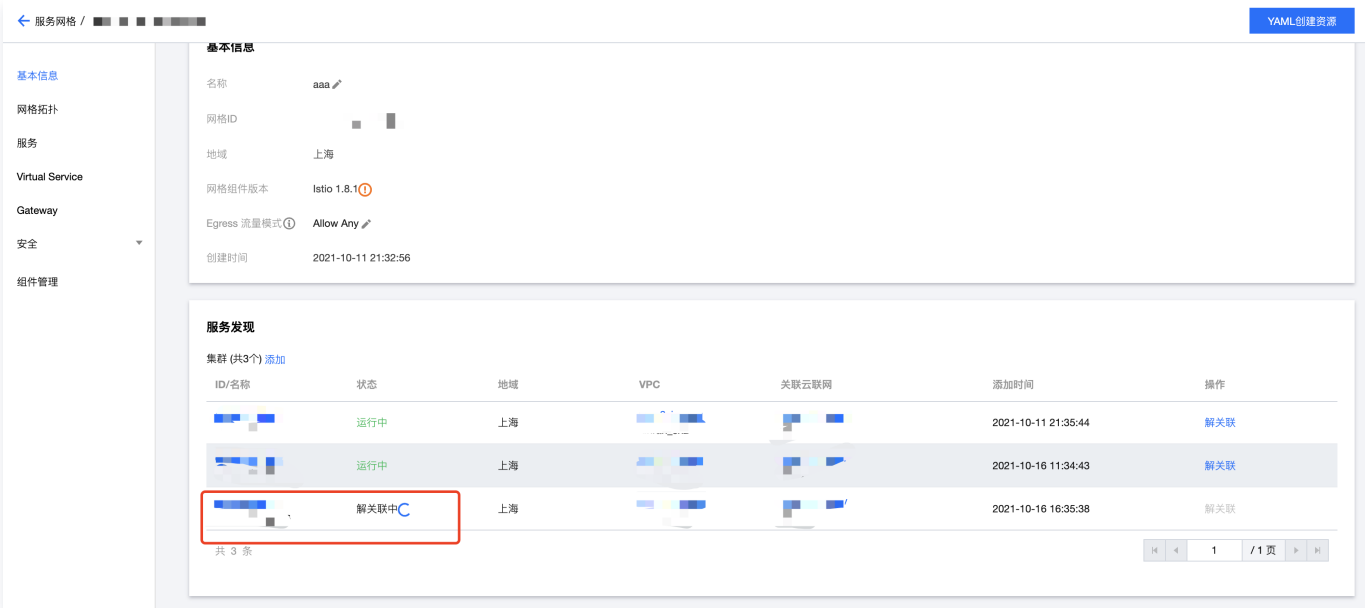 服务网格 /
YAML创建资源
基本信息
网格拓扑
服务
Virtual Service
Gateway
安全
组件管理
基本信息
名称 aaa
网格ID
地域 上海
网格组件版本 Istio 1.8.1
Egress 流量模式 Allow Any
创建时间 2021-10-11 21:32:56
服务发现
集群 (共3个) 添加
ID/名称 状态 地域 VPC 关联云联网 添加时间 操作
运行中 上海 2021-10-11 21:35:44 解关联
运行中 上海 2021-10-16 11:34:43 解关联
解关联中 上海 2021-10-16 16:35:38 解关联
共 3 条 1 / 1 页